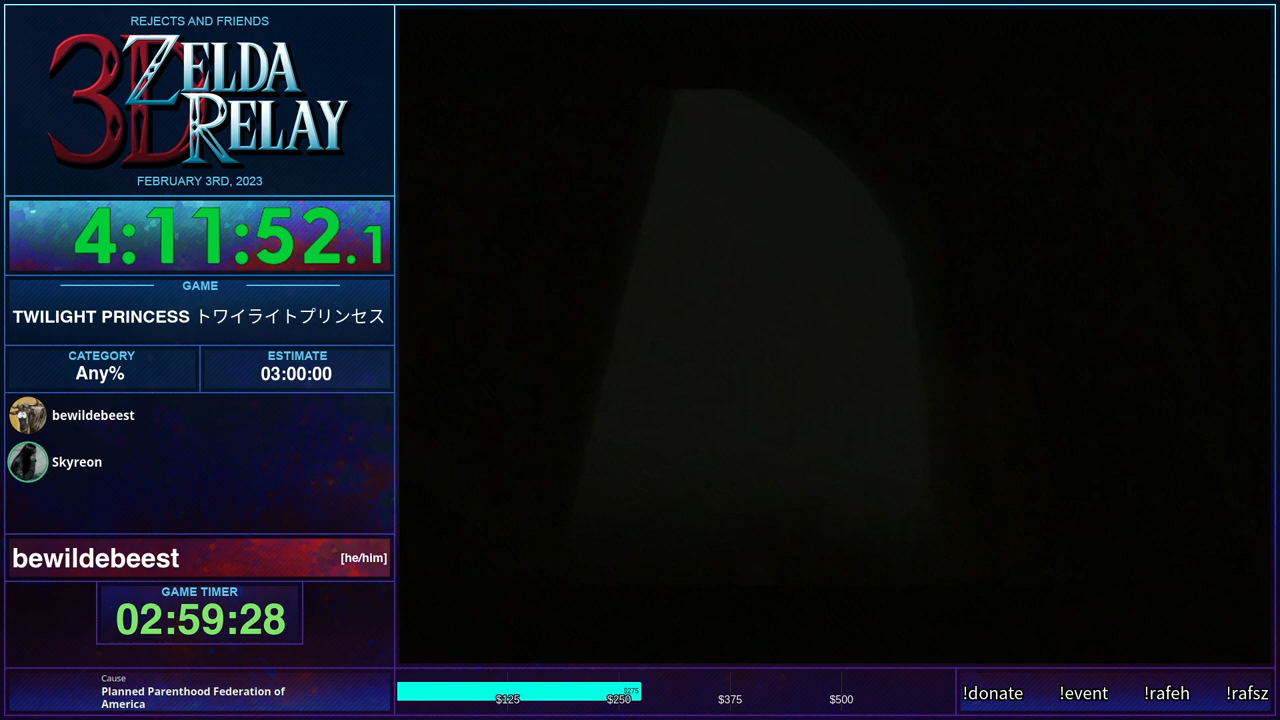 REJECTS AND FRIENDS
3D ZELDA
RELAY
FEBRUARY 3RD, 2023
4:11:52.1
GAME
TWILIGHT PRINCESS トワイライトプリンセス
CATEGORY
Any%
ESTIMATE
03:00:00
bewildebeest
Skyreon
bewildebeest [he/him]
GAME TIMER
02:59:28
Cause
Planned Parenthood Federation of
America
$275
$125 $250 $375 $500
!donate !event !rafeh !rafsz